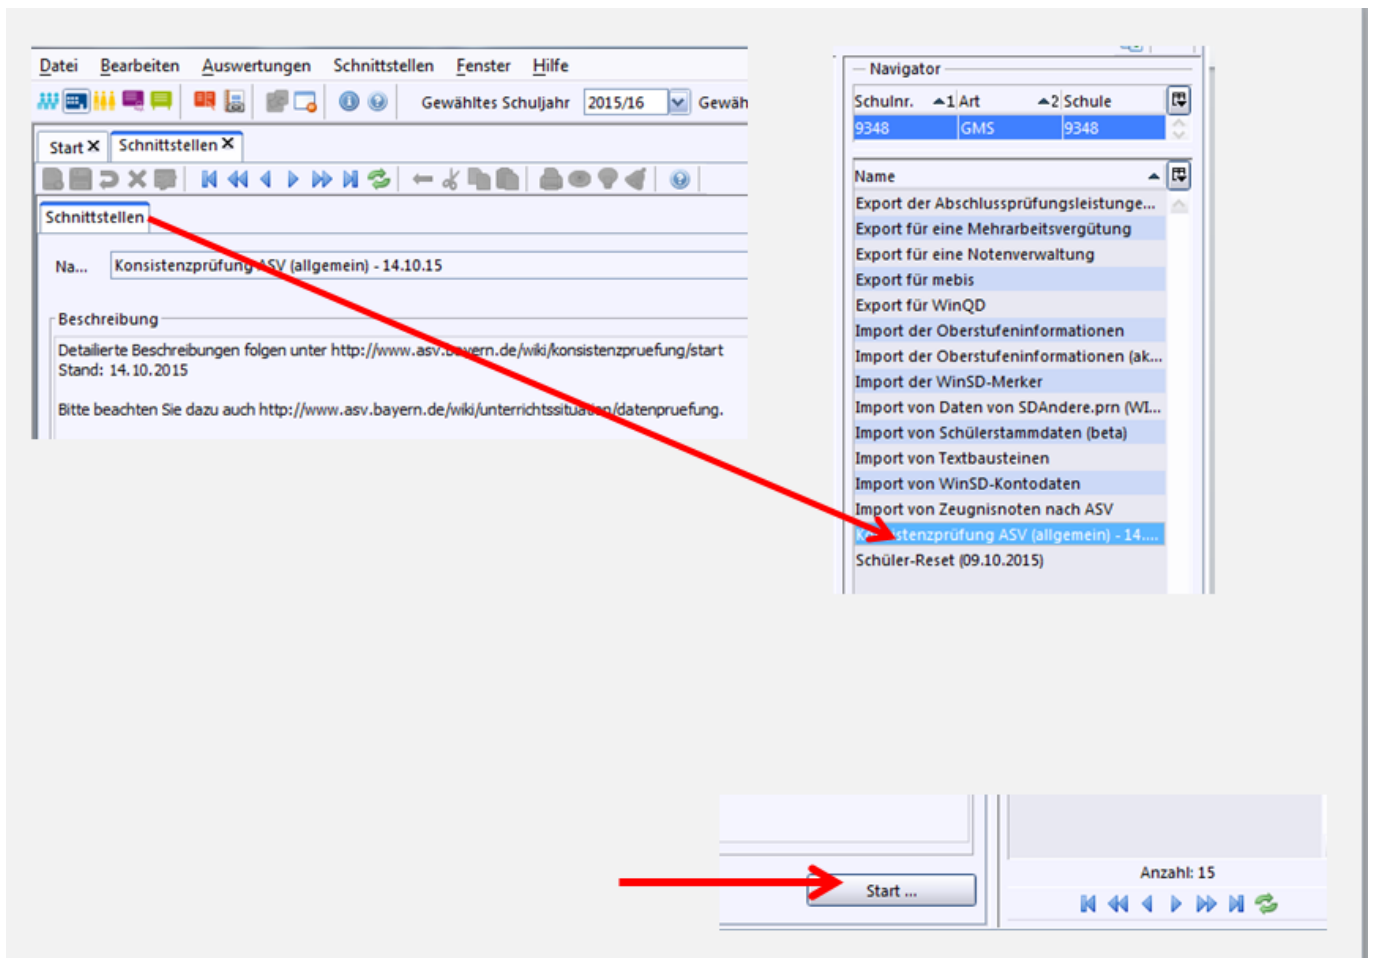 Datei Bearbeiten Auswertungen Schnittstellen Fenster Hilfe
Gewähltes Schuljahr 2015/16 Gewäh
Start Schnittstellen
Schnittstellen
Na... Konsistenzprüfung ASV (allgemein) - 14.10.15
Beschreibung
Detailierte Beschreibungen folgen unter http://www.asv.bayern.de/wiki/konsistenzpruefung/start
Stand: 14.10.2015
Bitte beachten Sie dazu auch http://www.asv.bayern.de/wiki/unterrichtssituation/datenpruefung.
Navigator
Schulnr. 1 Art 2 Schule
9348 GMS 9348
Name
Export der Abschlussprüfungsleistunge...
Export für eine Mehrarbeitsvergütung
Export für eine Notenverwaltung
Export für mebis
Export für WinQD
Import der Oberstufeninformationen
Import der Oberstufeninformationen (ak...
Import der WinSD-Merker
Import von Daten von SDAndere.prn (WI...
Import von Schülerstammdaten (beta)
Import von Textbausteinen
Import von WinSD-Kontodaten
Import von Zeugnisnoten nach ASV
Konsistenzprüfung ASV (allgemein) - 14....
Schüler-Reset (09.10.2015)
Start ...
Anzahl: 15